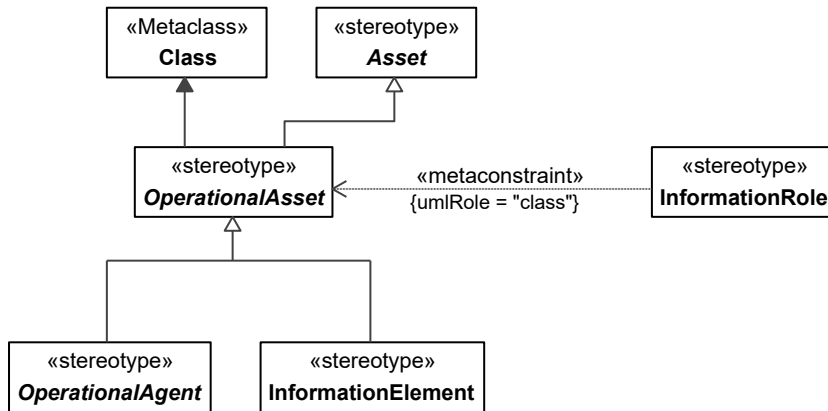 «Metaclass»
Class
«stereotype»
Asset
«stereotype»
OperationalAsset
«metaconstraint»
{umlRole = "class"}
«stereotype»
InformationRole
«stereotype»
OperationalAgent
«stereotype»
InformationElement